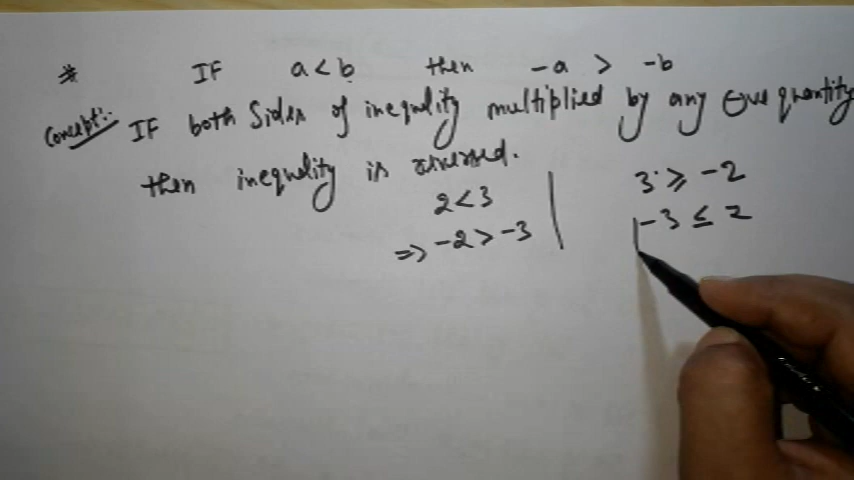 * IF a < b then -a > -b
Concept:- IF both sides of inequality multiplied by any ⊖ve quantity
then inequality is reversed.
2 < 3 3 ≥ -2
⇒ -2 > -3 -3 ≤ 2